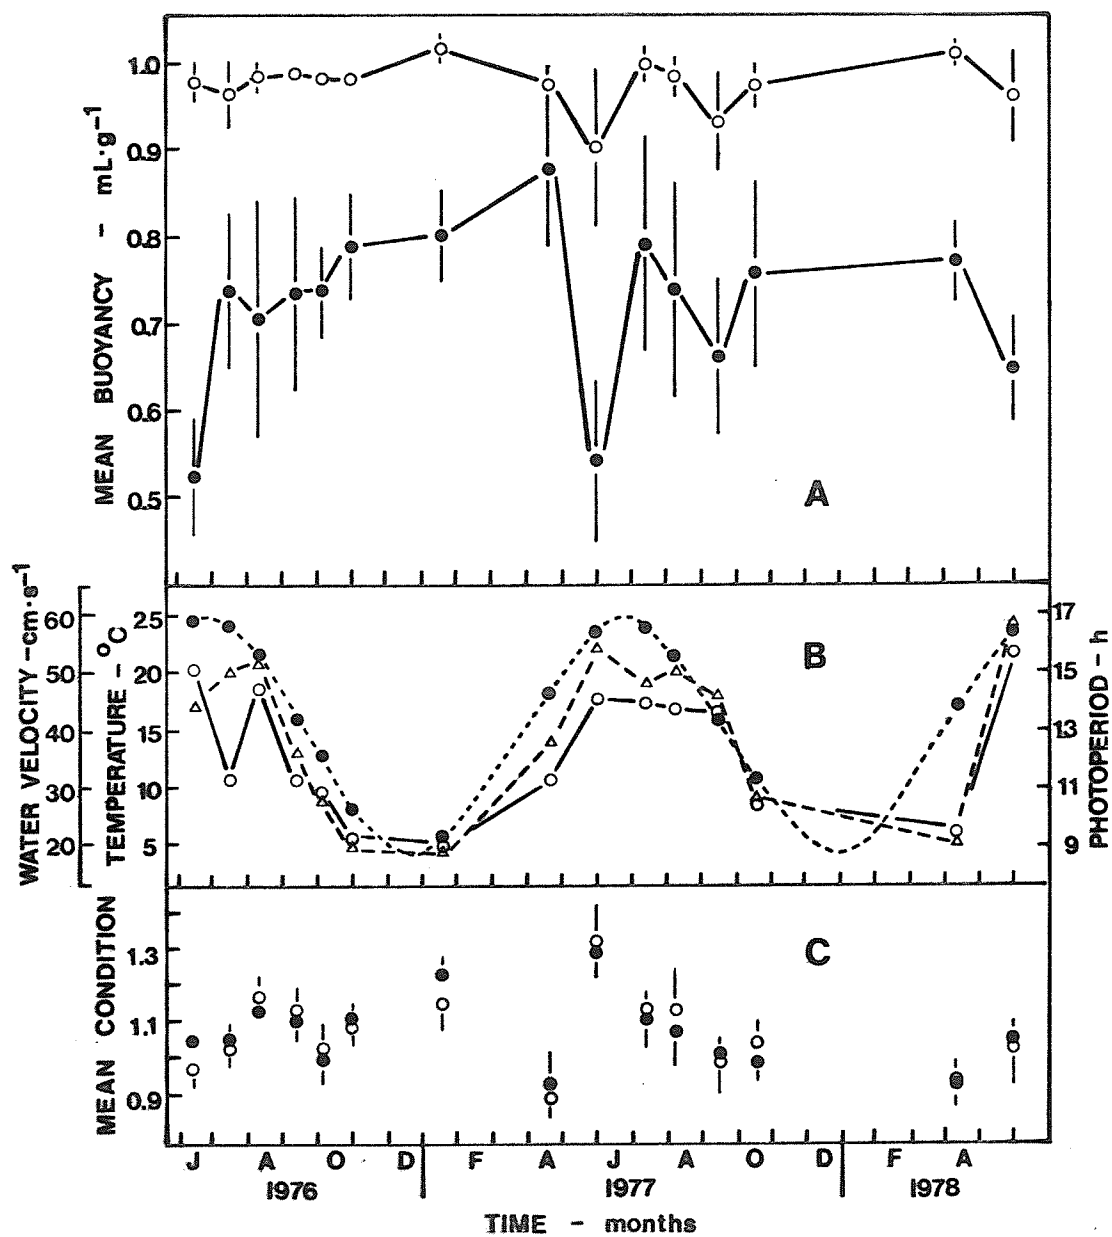 MEAN BUOYANCY - mL·g⁻¹
1.0
0.9
0.8
0.7
0.6
0.5
A
WATER VELOCITY -cm·s⁻¹
60
50
40
30
20
TEMPERATURE - °C
25
20
15
10
5
B
17
15
13
11
9
PHOTOPERIOD - h
MEAN CONDITION
1.3
1.1
0.9
C
J A O D F A J A O D F A
1976 1977 1978
TIME - months